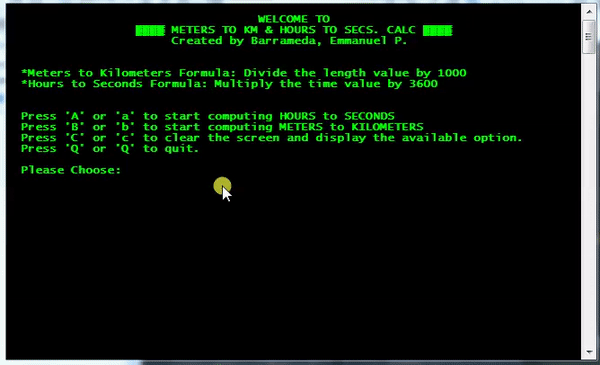 WELCOME TO
▓▓▓▓ METERS TO KM & HOURS TO SECS. CALC ▓▓▓▓
Created by Barrameda, Emmanuel P.
*Meters to Kilometers Formula: Divide the length value by 1000
*Hours to Seconds Formula: Multiply the time value by 3600
Press 'A' or 'a' to start computing HOURS to SECONDS
Press 'B' or 'b' to start computing METERS to KILOMETERS
Press 'C' or 'c' to clear the screen and display the available option.
Press 'Q' or 'Q' to quit.
Please Choose: